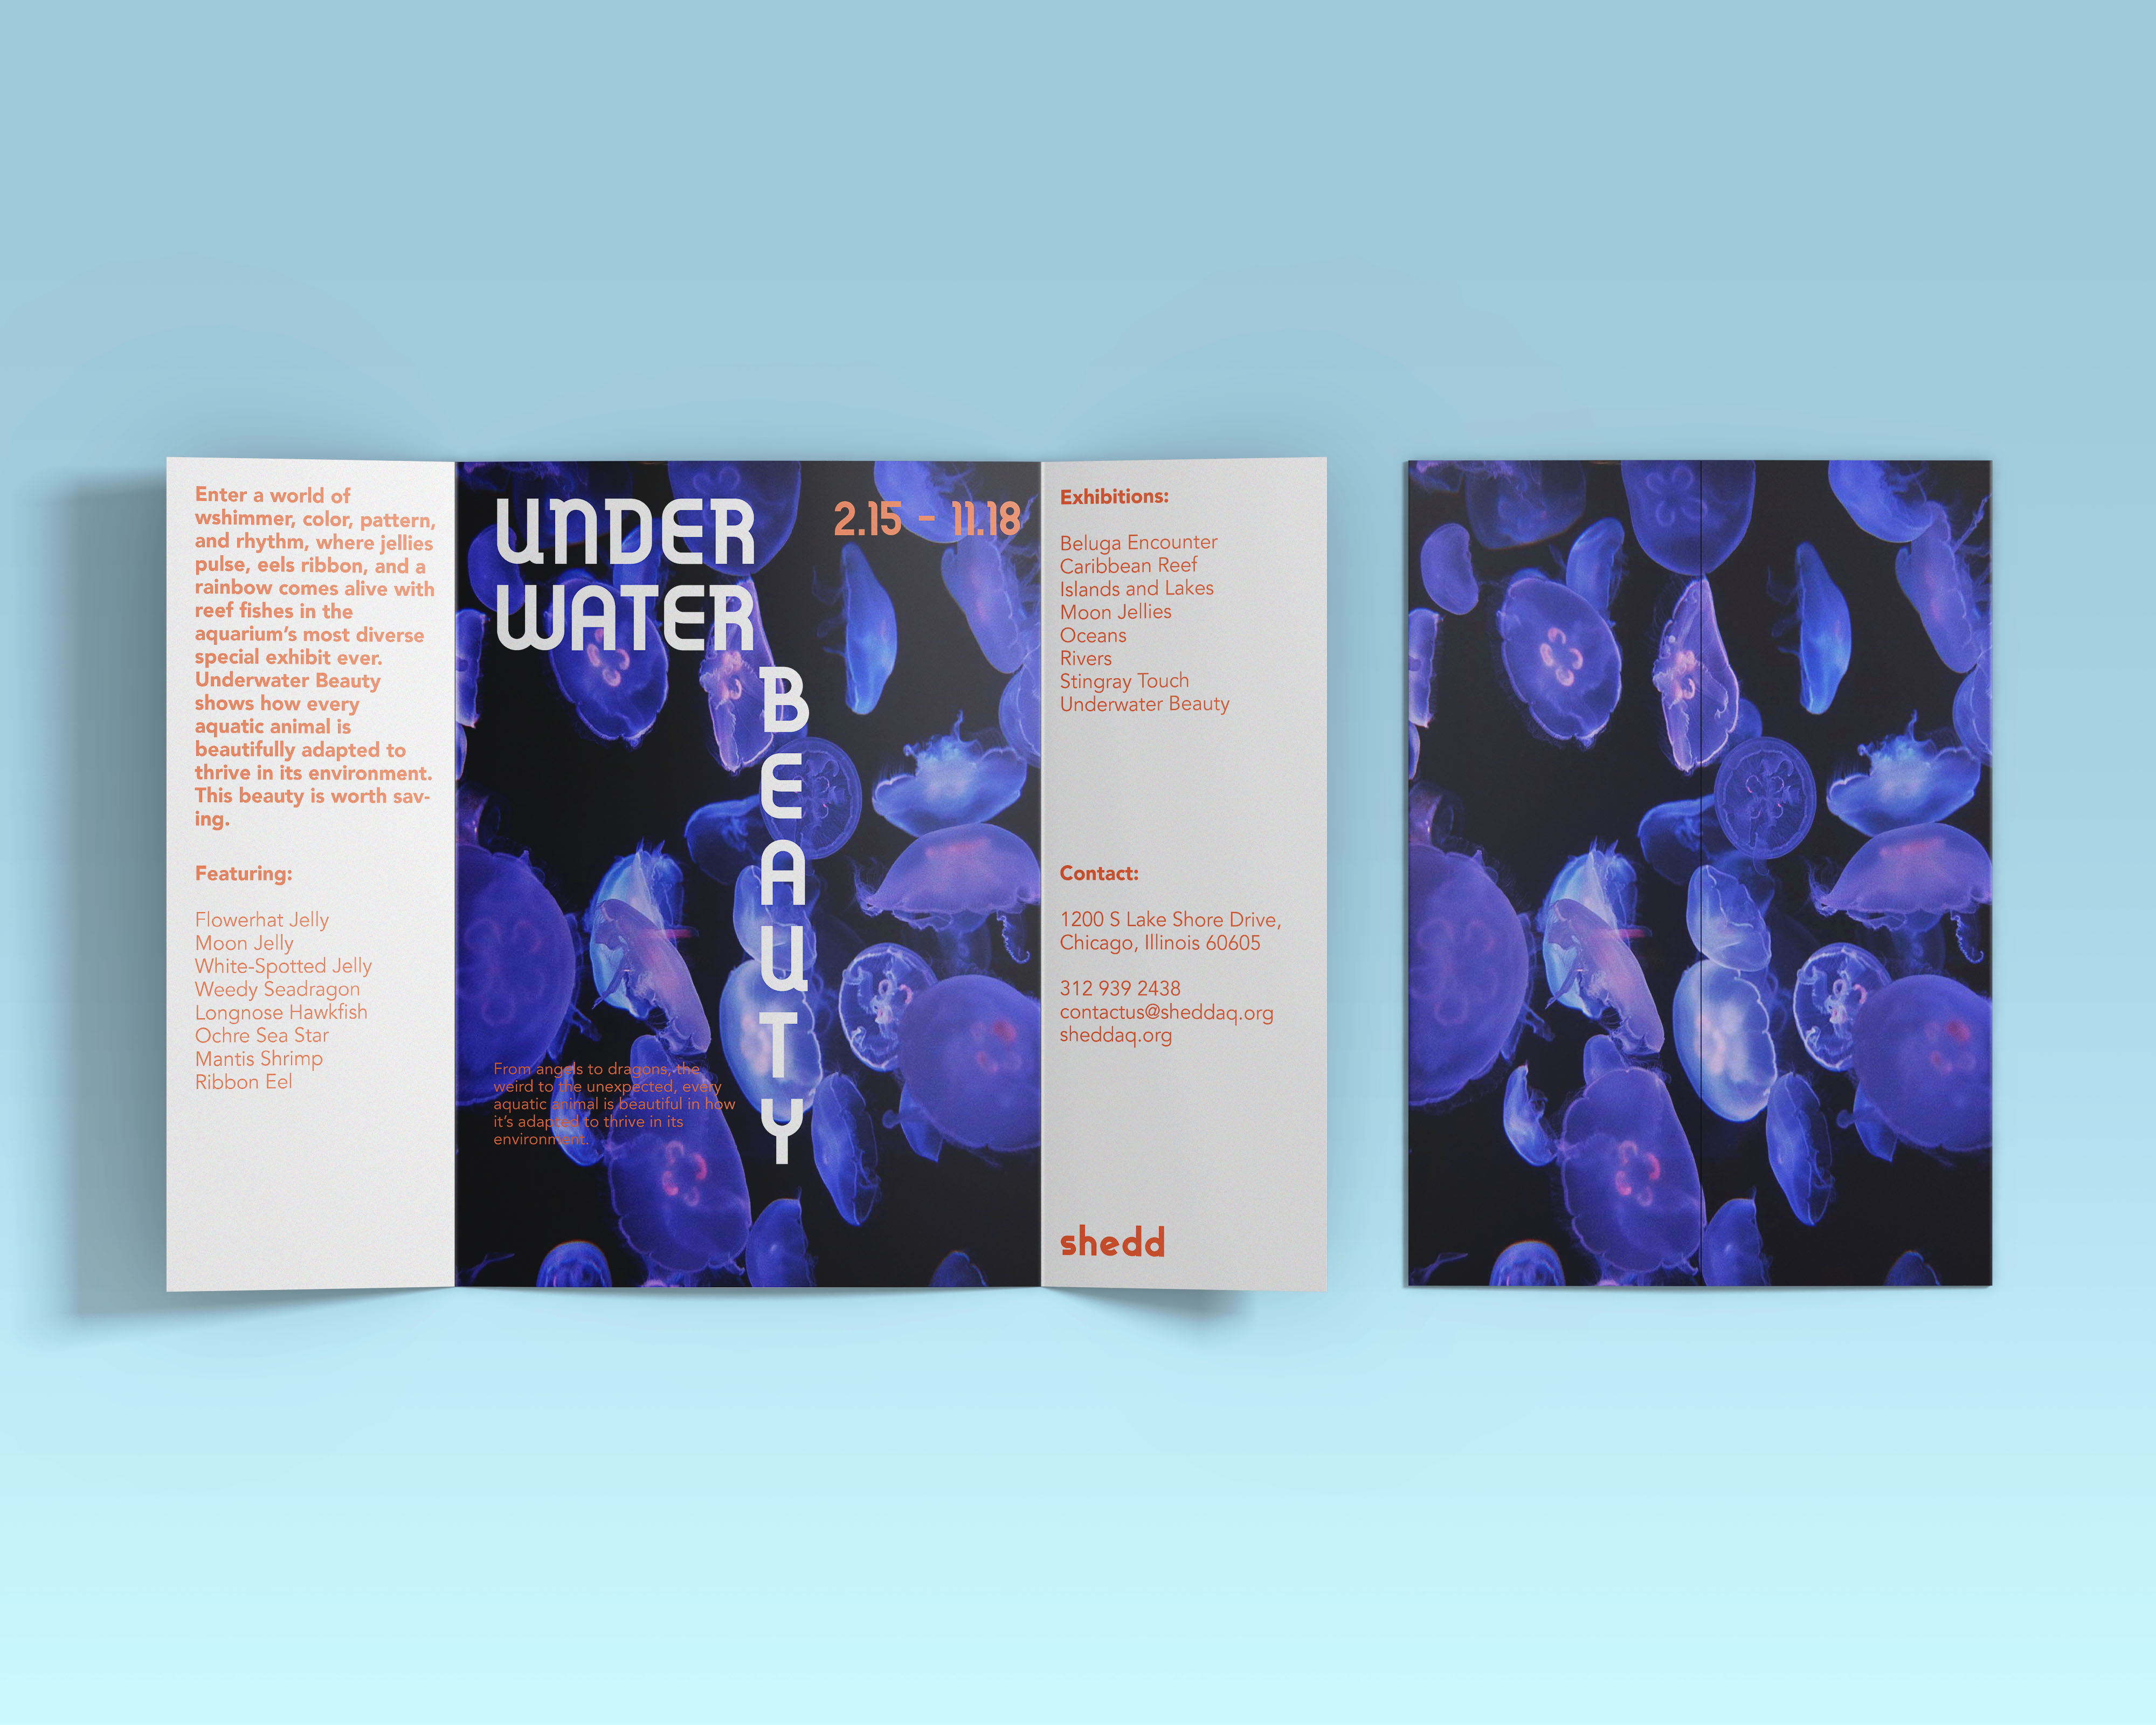 Enter a world of
wshimmer, color, pattern,
and rhythm, where jellies
pulse, eels ribbon, and a
rainbow comes alive with
reef fishes in the
aquarium's most diverse
special exhibit ever.
Underwater Beauty
shows how every
aquatic animal is
beautifully adapted to
thrive in its environment.
This beauty is worth sav-
ing.
Featuring:
Flowerhat Jelly
Moon Jelly
White-Spotted Jelly
Weedy Seadragon
Longnose Hawkfish
Ochre Sea Star
Mantis Shrimp
Ribbon Eel
UNDER
WATER
BEAUTY
2.15 - 11.18
From angels to dragons, the
weird to the unexpected, every
aquatic animal is beautiful in how
it's adapted to thrive in its
environment.
Exhibitions:
Beluga Encounter
Caribbean Reef
Islands and Lakes
Moon Jellies
Oceans
Rivers
Stingray Touch
Underwater Beauty
Contact:
1200 S Lake Shore Drive,
Chicago, Illinois 60605
312 939 2438
contactus@sheddaq.org
sheddaq.org
shedd